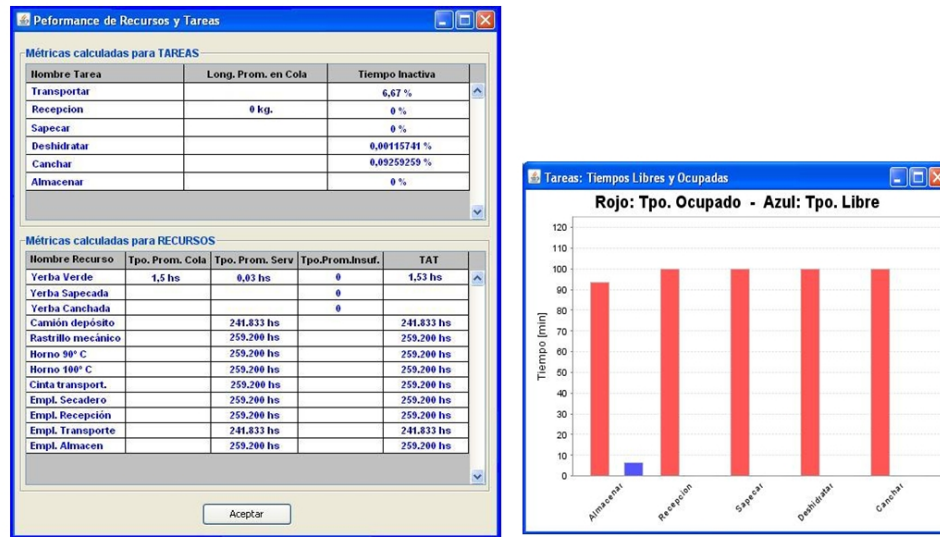 Peformance de Recursos y Tareas
Métricas calculadas para TAREAS
Nombre Tarea Long. Prom. en Cola Tiempo Inactiva
Transportar 6,67 %
Recepcion 0 kg. 0 %
Sapecar 0 %
Deshidratar 0,00115741 %
Canchar 0,09259259 %
Almacenar 0 %
Métricas calculadas para RECURSOS
Nombre Recurso Tpo. Prom. Cola Tpo. Prom. Serv Tpo.Prom.Insuf. TAT
Yerba Verde 1,5 hs 0,03 hs 0 1,53 hs
Yerba Sapecada 0
Yerba Canchada 0
Camión depósito 241.833 hs 241.833 hs
Rastrillo mecánico 259.200 hs 259.200 hs
Horno 90° C 259.200 hs 259.200 hs
Horno 100° C 259.200 hs 259.200 hs
Cinta transport. 259.200 hs 259.200 hs
Empl. Secadero 259.200 hs 259.200 hs
Empl. Recepción 259.200 hs 259.200 hs
Empl. Transporte 241.833 hs 241.833 hs
Empl. Almacen 259.200 hs 259.200 hs
Aceptar
Tareas: Tiempos Libres y Ocupadas
Rojo: Tpo. Ocupado - Azul: Tpo. Libre
Tiempo [min]
120
110
100
90
80
70
60
50
40
30
20
10
0
Almacenar Recepcion Sapecar Deshidratar Canchar